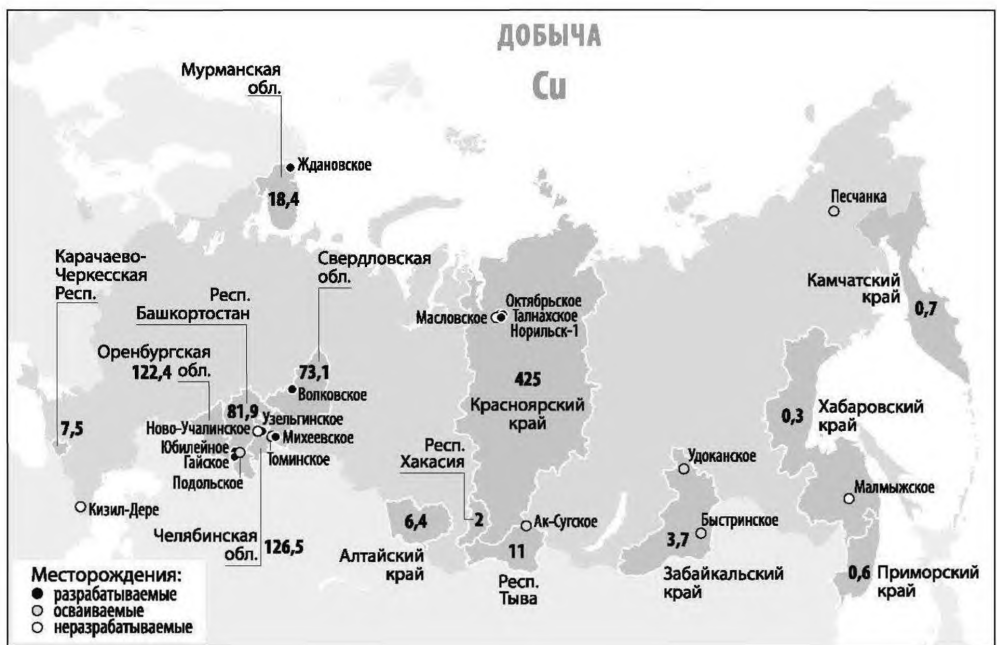 ДОБЫЧА
Cu
Мурманская
обл.
Ждановское
18,4
Песчанка
Карачаево-
Черкесская
Респ.
Свердловская
обл.
Респ.
Башкортостан
Камчатский
край
0,7
Масловское
Октябрьское
Талнахское
Норильск-1
Оренбургская
122,4 обл.
73,1
Волковское
425
Красноярский
край
0,3
Хабаровский
край
7,5
81,9
Узельгинское
Ново-Учалинское
Михеевское
Юбилейное
Гайское
Томинское
Подольское
Респ.
Хакасия
Удоканское
Малмыжское
Кизил-Дере
Челябинская
обл.
126,5
6,4
Алтайский
край
2
Ак-Сугское
11
Респ.
Тыва
Быстринское
3,7
Забайкальский
край
0,6 Приморский
край
Месторождения:
разрабатываемые
осваиваемые
неразрабатываемые